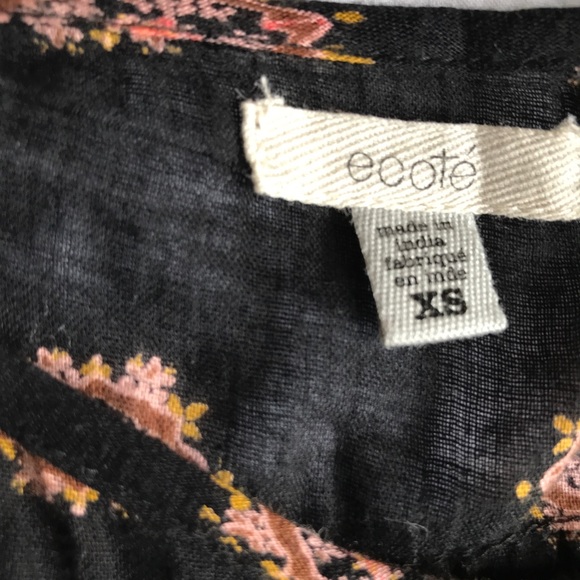 ecoté
made in
india
fabriqué
en inde
XS